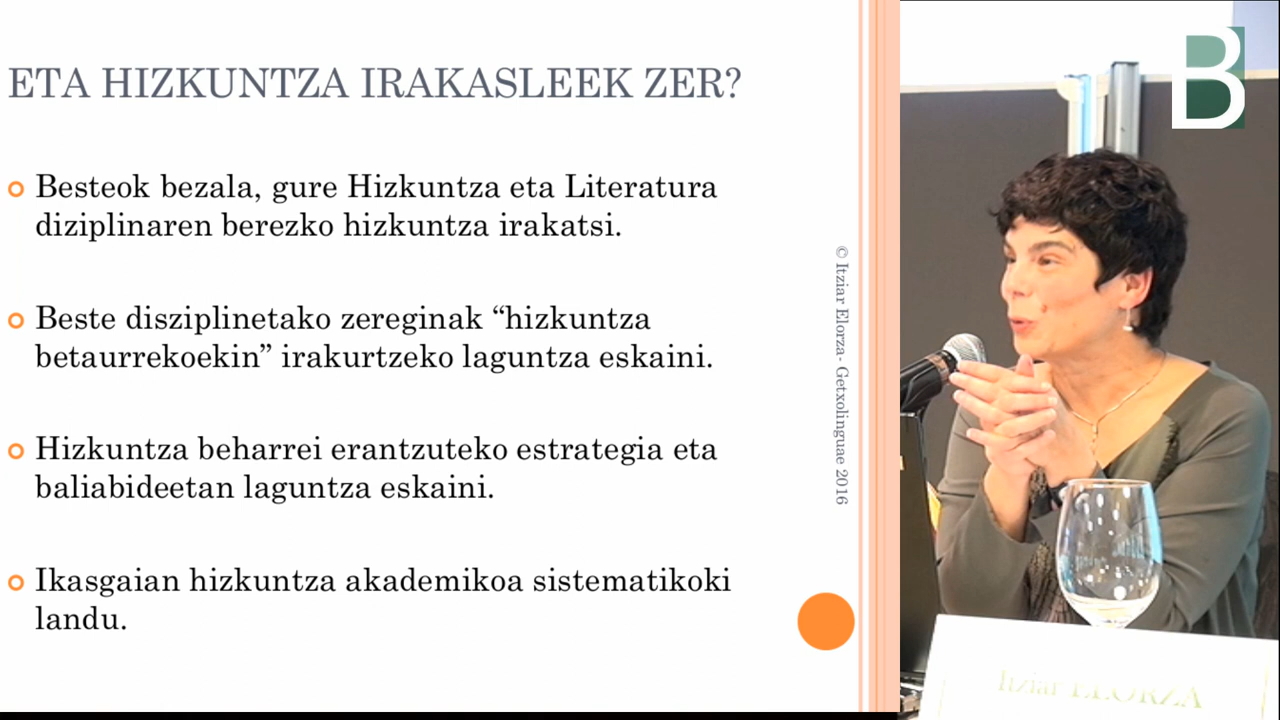 ETA HIZKUNTZA IRAKASLEEK ZER?
Besteok bezala, gure Hizkuntza eta Literatura
diziplinaren berezko hizkuntza irakatsi.
Beste disziplinetako zereginak “hizkuntza
betaurrekoekin” irakurtzeko laguntza eskaini.
Hizkuntza beharrei erantzuteko estrategia eta
baliabideetan laguntza eskaini.
Ikasgaian hizkuntza akademikoa sistematikoki
landu.
© Itziar Elorza- Getxolinguae 2016
B
Itziar ELORZA